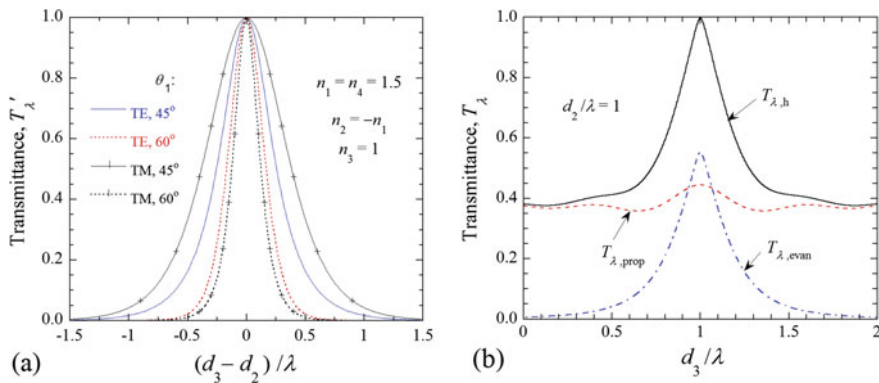 Transmittance, Tλ′
1.0
0.8
0.6
0.4
0.2
0.0
θ1:
TE, 45°
TE, 60°
TM, 45°
TM, 60°
n1 = n4 = 1.5
n2 = −n1
n3 = 1
-1.5 -1 -0.5 0 0.5 1 1.5
(d3 − d2)/λ
(a)
Transmittance, Tλ
1.0
0.8
0.6
0.4
0.2
0.0
d2/λ = 1
Tλ,h
Tλ,prop
Tλ,evan
0 0.5 1 1.5 2
d3/λ
(b)